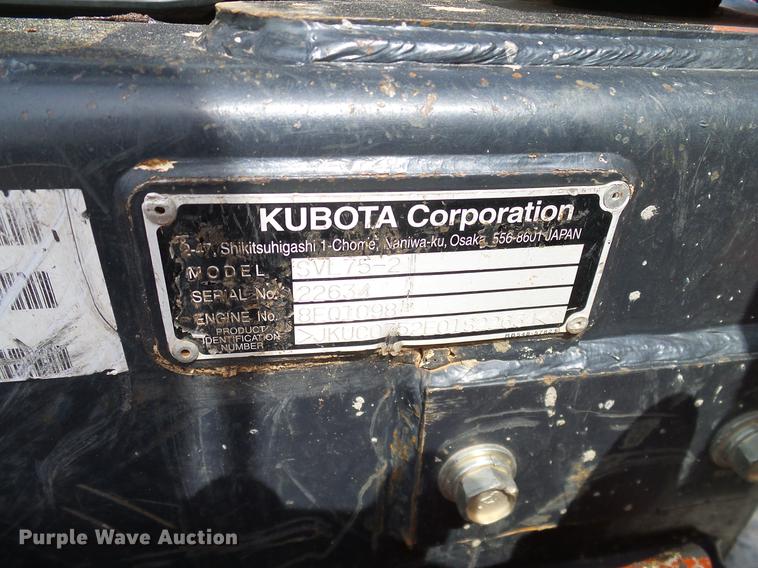 KUBOTA Corporation
2-47, Shikitsuhigashi 1-Chome, Naniwa-ku, Osaka, 556-8601 JAPAN
MODEL SVL75-2
SERIAL No. 22634
ENGINE No.
PRODUCT
IDENTIFICATION
NUMBER
Purple Wave Auction